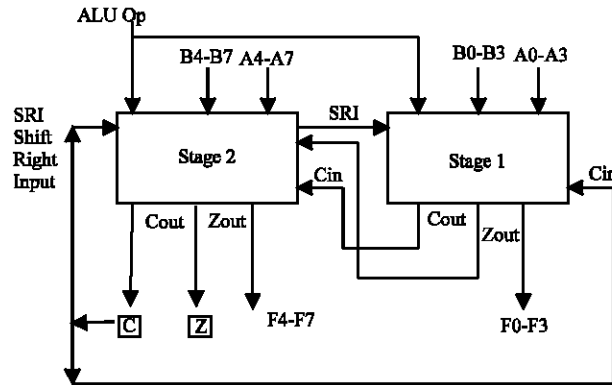 ALU Op
B4-B7 A4-A7
B0-B3 A0-A3
SRI
Shift
Right
Input
SRI
Stage 2
Stage 1
Cin
Cin
Cout
Zout
Cout
Zout
C
Z
F4-F7
F0-F3